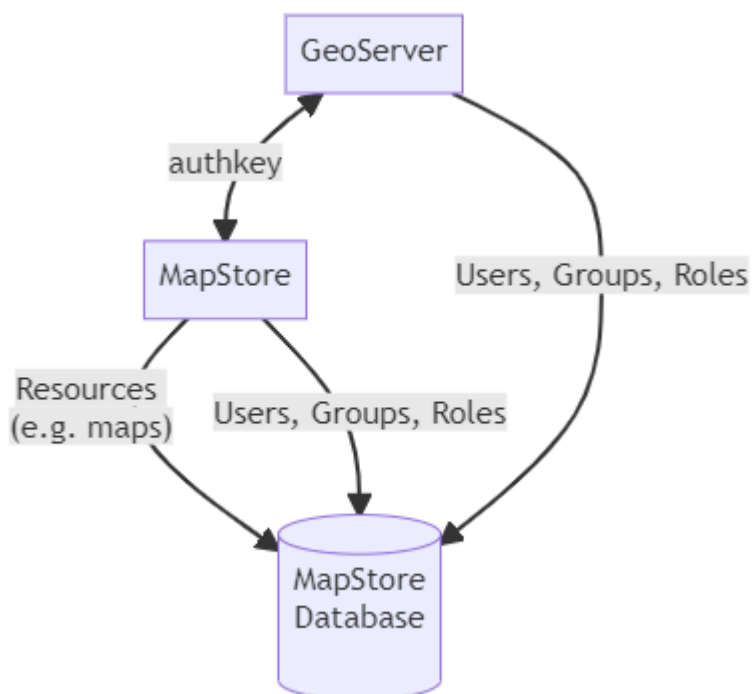 GeoServer
authkey
MapStore
Users, Groups, Roles
Resources
(e.g. maps)
Users, Groups, Roles
MapStore
Database